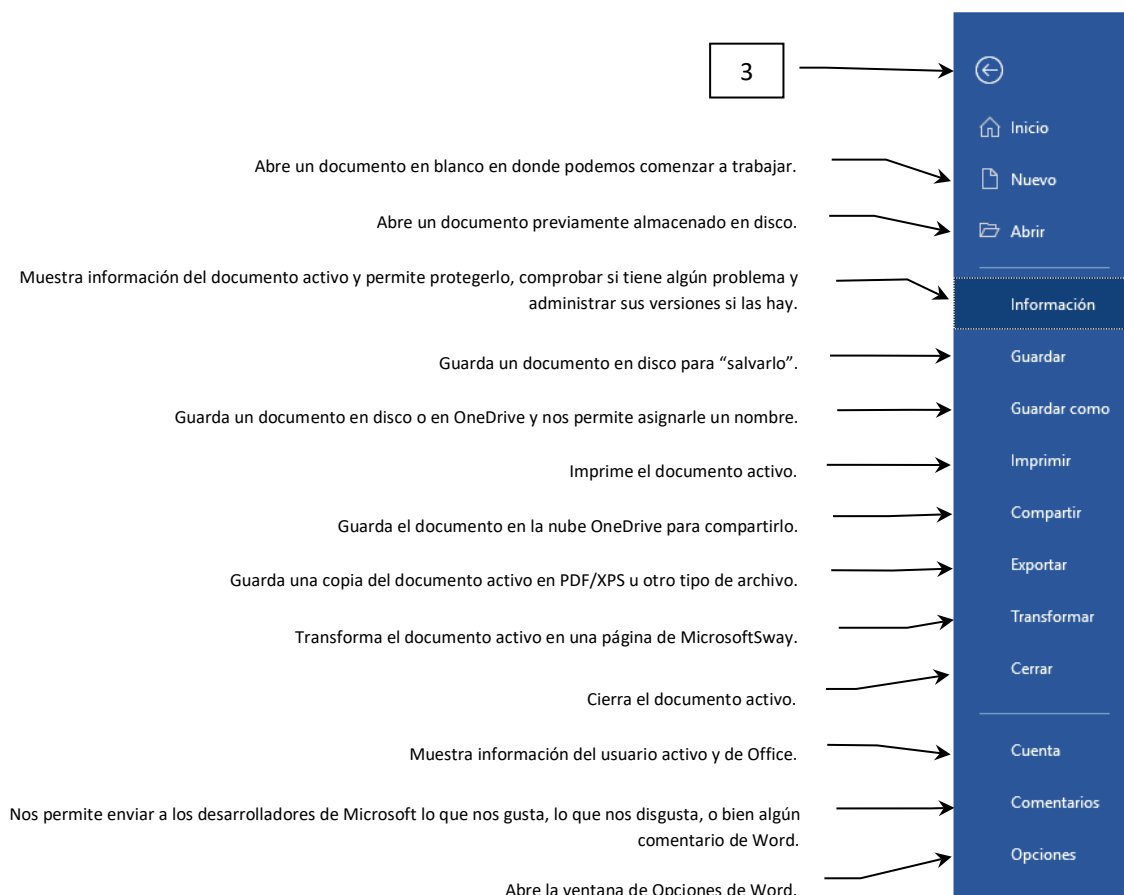 3
Inicio
Abre un documento en blanco en donde podemos comenzar a trabajar.
Nuevo
Abre un documento previamente almacenado en disco.
Abrir
Muestra información del documento activo y permite protegerlo, comprobar si tiene algún problema y
administrar sus versiones si las hay.
Información
Guarda un documento en disco para “salvarlo”.
Guardar
Guarda un documento en disco o en OneDrive y nos permite asignarle un nombre.
Guardar como
Imprime el documento activo.
Imprimir
Guarda el documento en la nube OneDrive para compartirlo.
Compartir
Guarda una copia del documento activo en PDF/XPS u otro tipo de archivo.
Exportar
Transforma el documento activo en una página de MicrosoftSway.
Transformar
Cierra el documento activo.
Cerrar
Muestra información del usuario activo y de Office.
Cuenta
Nos permite enviar a los desarrolladores de Microsoft lo que nos gusta, lo que nos disgusta, o bien algún
comentario de Word.
Comentarios
Abre la ventana de Opciones de Word.
Opciones